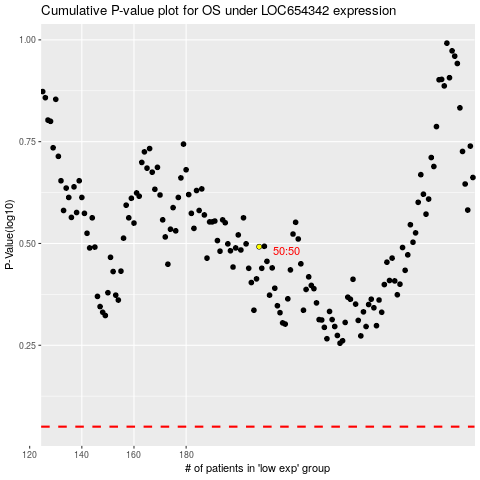 Cumulative P-value plot for OS under LOC654342 expression
1.00
0.75
0.50
0.25
P-Value(log10)
50:50
120 140 160 180
# of patients in 'low exp' group